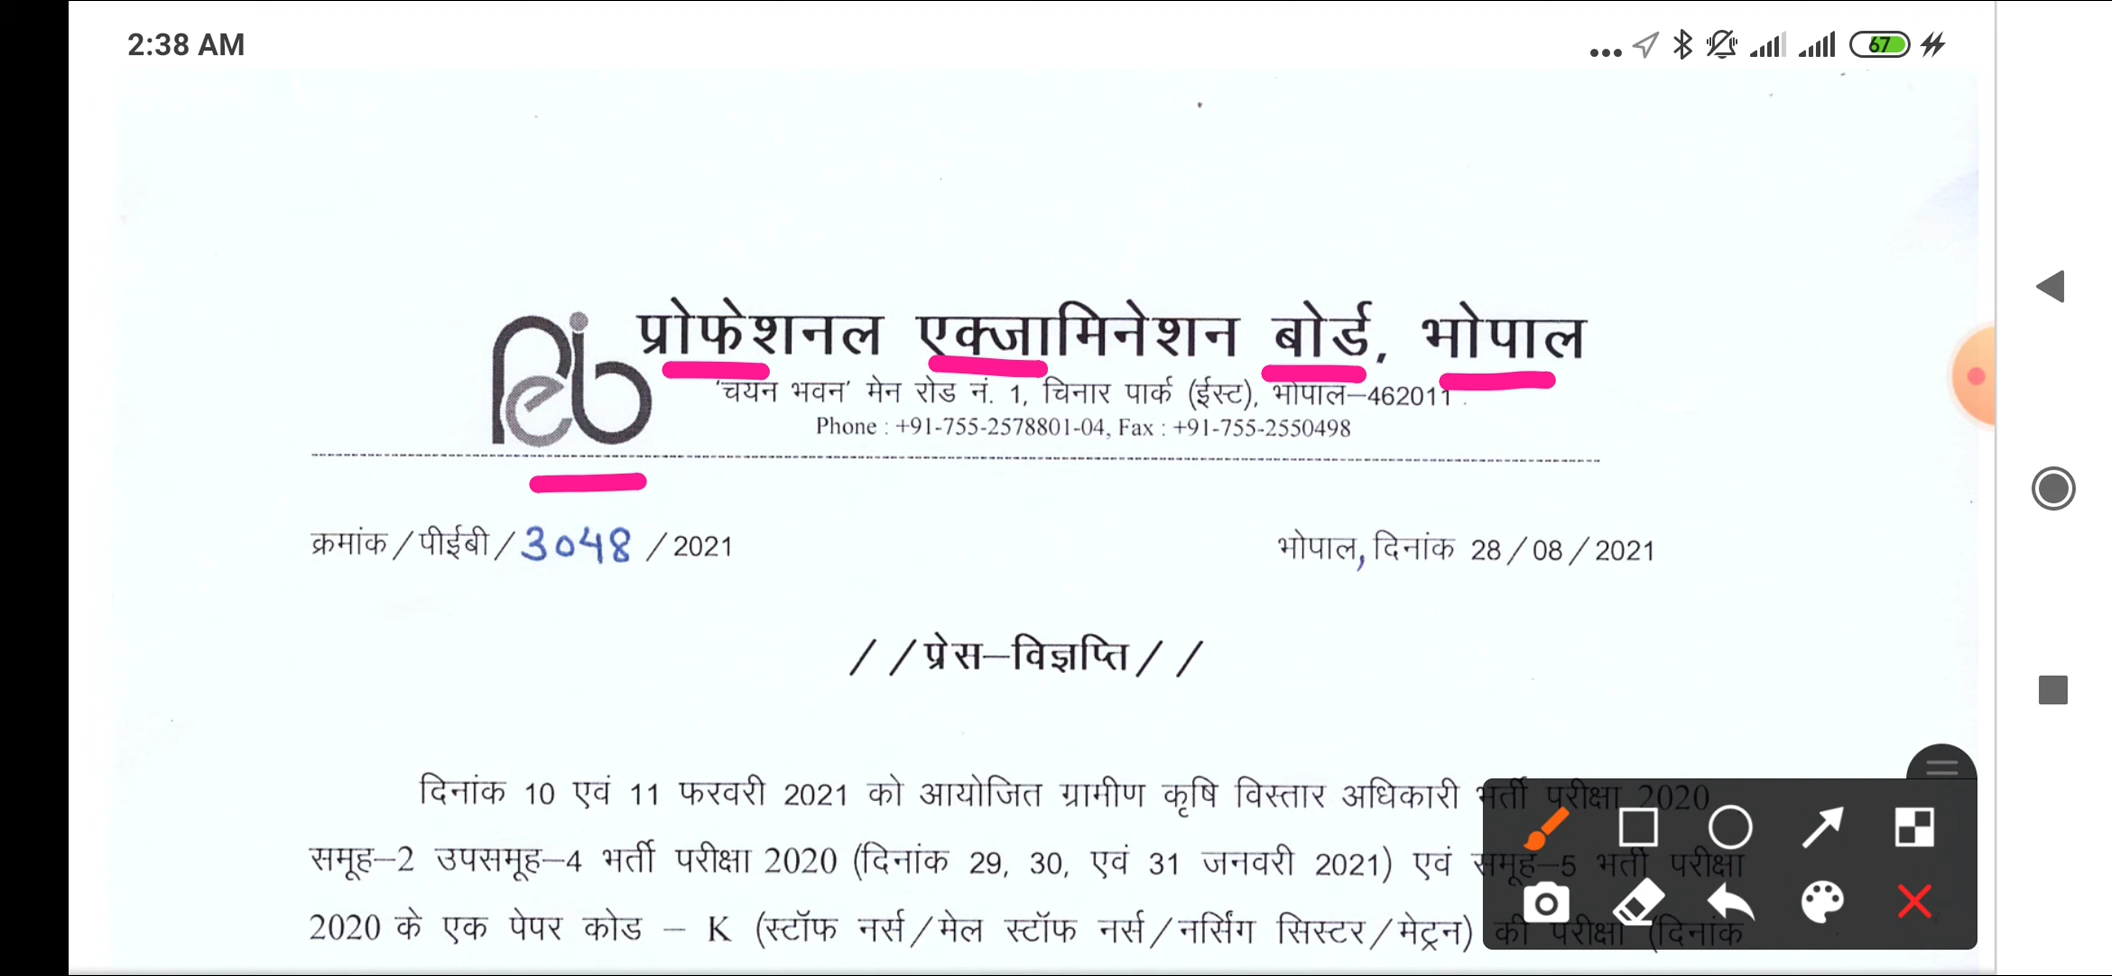 2:38 AM
67
Peb
प्रोफेशनल एक्जामिनेशन बोर्ड, भोपाल
'चयन भवन' मेन रोड नं. 1, चिनार पार्क (ईस्ट), भोपाल–462011
Phone : +91-755-2578801-04, Fax : +91-755-2550498
क्रमांक/पीईबी/3048/2021
भोपाल, दिनांक 28/08/2021
//प्रेस–विज्ञप्ति//
दिनांक 10 एवं 11 फरवरी 2021 को आयोजित ग्रामीण कृषि विस्तार अधिकारी भर्ती परीक्षा 2020
समूह–2 उपसमूह–4 भर्ती परीक्षा 2020 (दिनांक 29, 30, एवं 31 जनवरी 2021) एवं समूह–5 भर्ती परीक्षा
2020 के एक पेपर कोड – K (स्टॉफ नर्स/मेल स्टॉफ नर्स/नर्सिंग सिस्टर/मेट्रन) की परीक्षा (दिनांक